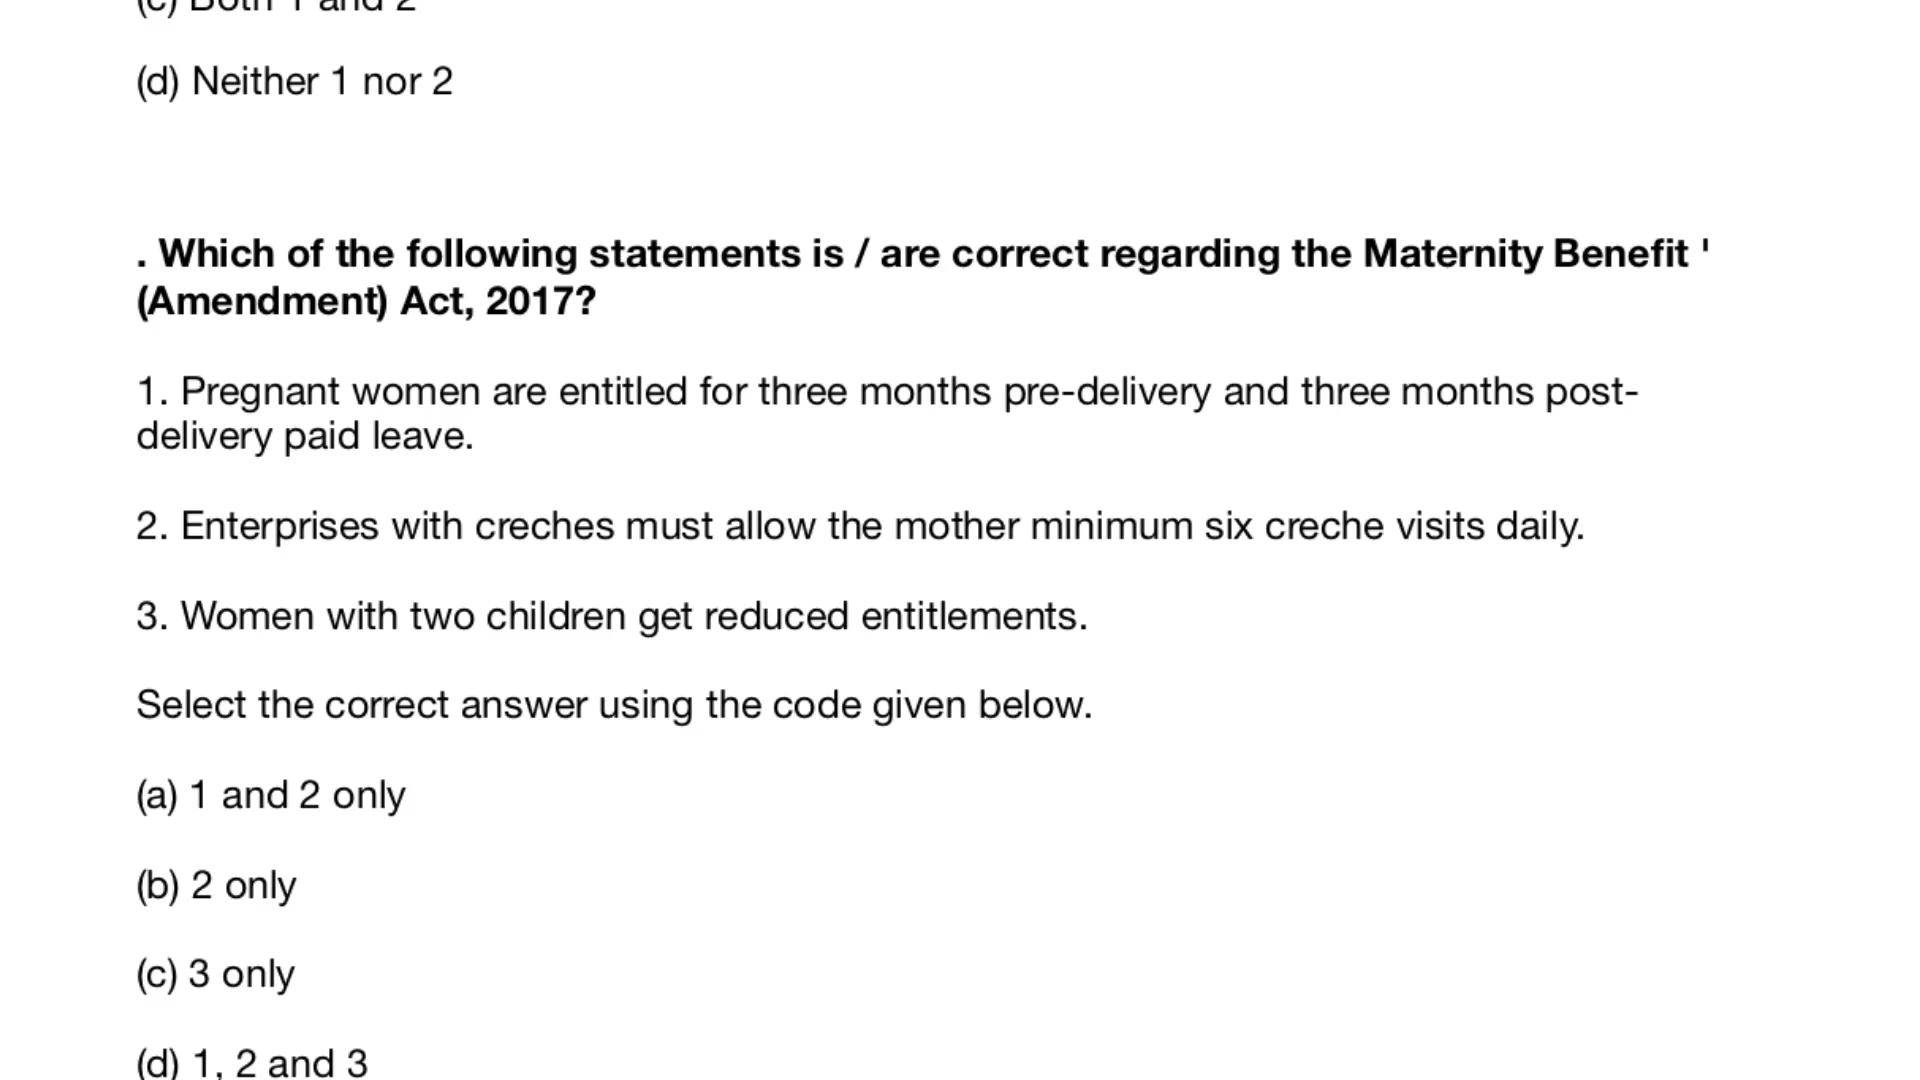 (c) Both 1 and 2
(d) Neither 1 nor 2
. Which of the following statements is / are correct regarding the Maternity Benefit '
(Amendment) Act, 2017?
1. Pregnant women are entitled for three months pre-delivery and three months post-
delivery paid leave.
2. Enterprises with creches must allow the mother minimum six creche visits daily.
3. Women with two children get reduced entitlements.
Select the correct answer using the code given below.
(a) 1 and 2 only
(b) 2 only
(c) 3 only
(d) 1, 2 and 3